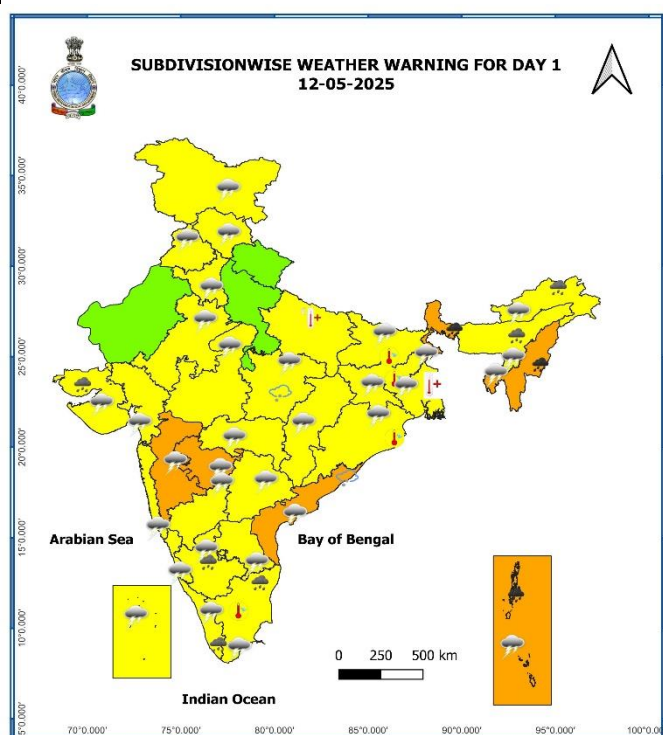 SUBDIVISIONWISE WEATHER WARNING FOR DAY 1
12-05-2025
40°0.000'
35°0.000'
30°0.000'
25°0.000'
20°0.000'
15°0.000'
10°0.000'
5°0.000'
Arabian Sea
Bay of Bengal
Indian Ocean
0 250 500 km
70°0.000' 75°0.000' 80°0.000' 85°0.000' 90°0.000' 95°0.000' 100°0.00